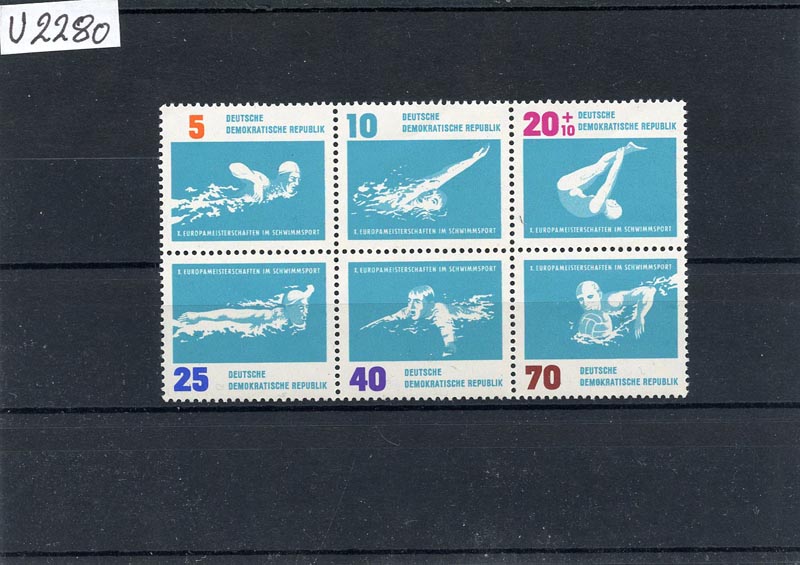 U2280
5 DEUTSCHE
DEMOKRATISCHE REPUBLIK
X. EUROPAMEISTERSCHAFTEN IM SCHWIMMSPORT
10 DEUTSCHE
DEMOKRATISCHE REPUBLIK
X. EUROPAMEISTERSCHAFTEN IM SCHWIMMSPORT
20+10 DEUTSCHE
DEMOKRATISCHE REPUBLIK
X. EUROPAMEISTERSCHAFTEN IM SCHWIMMSPORT
X. EUROPAMEISTERSCHAFTEN IM SCHWIMMSPORT
25 DEUTSCHE
DEMOKRATISCHE REPUBLIK
X. EUROPAMEISTERSCHAFTEN IM SCHWIMMSPORT
40 DEUTSCHE
DEMOKRATISCHE REPUBLIK
X. EUROPAMEISTERSCHAFTEN IM SCHWIMMSPORT
70 DEUTSCHE
DEMOKRATISCHE REPUBLIK